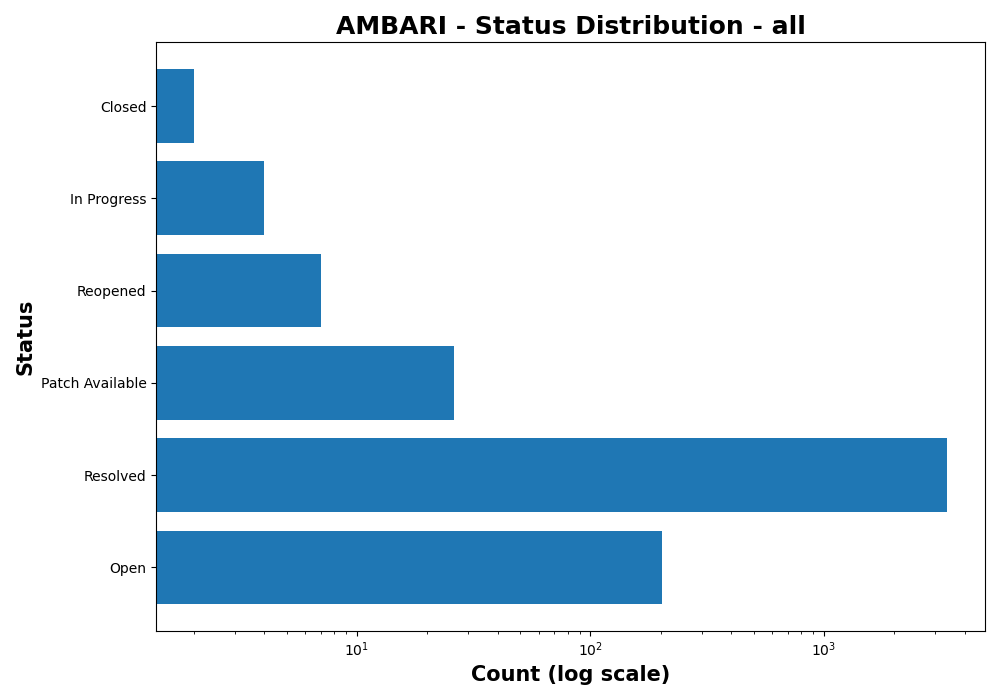 AMBARI - Status Distribution - all
Closed
In Progress
Reopened
Patch Available
Resolved
Open
Status
10¹
10²
10³
Count (log scale)